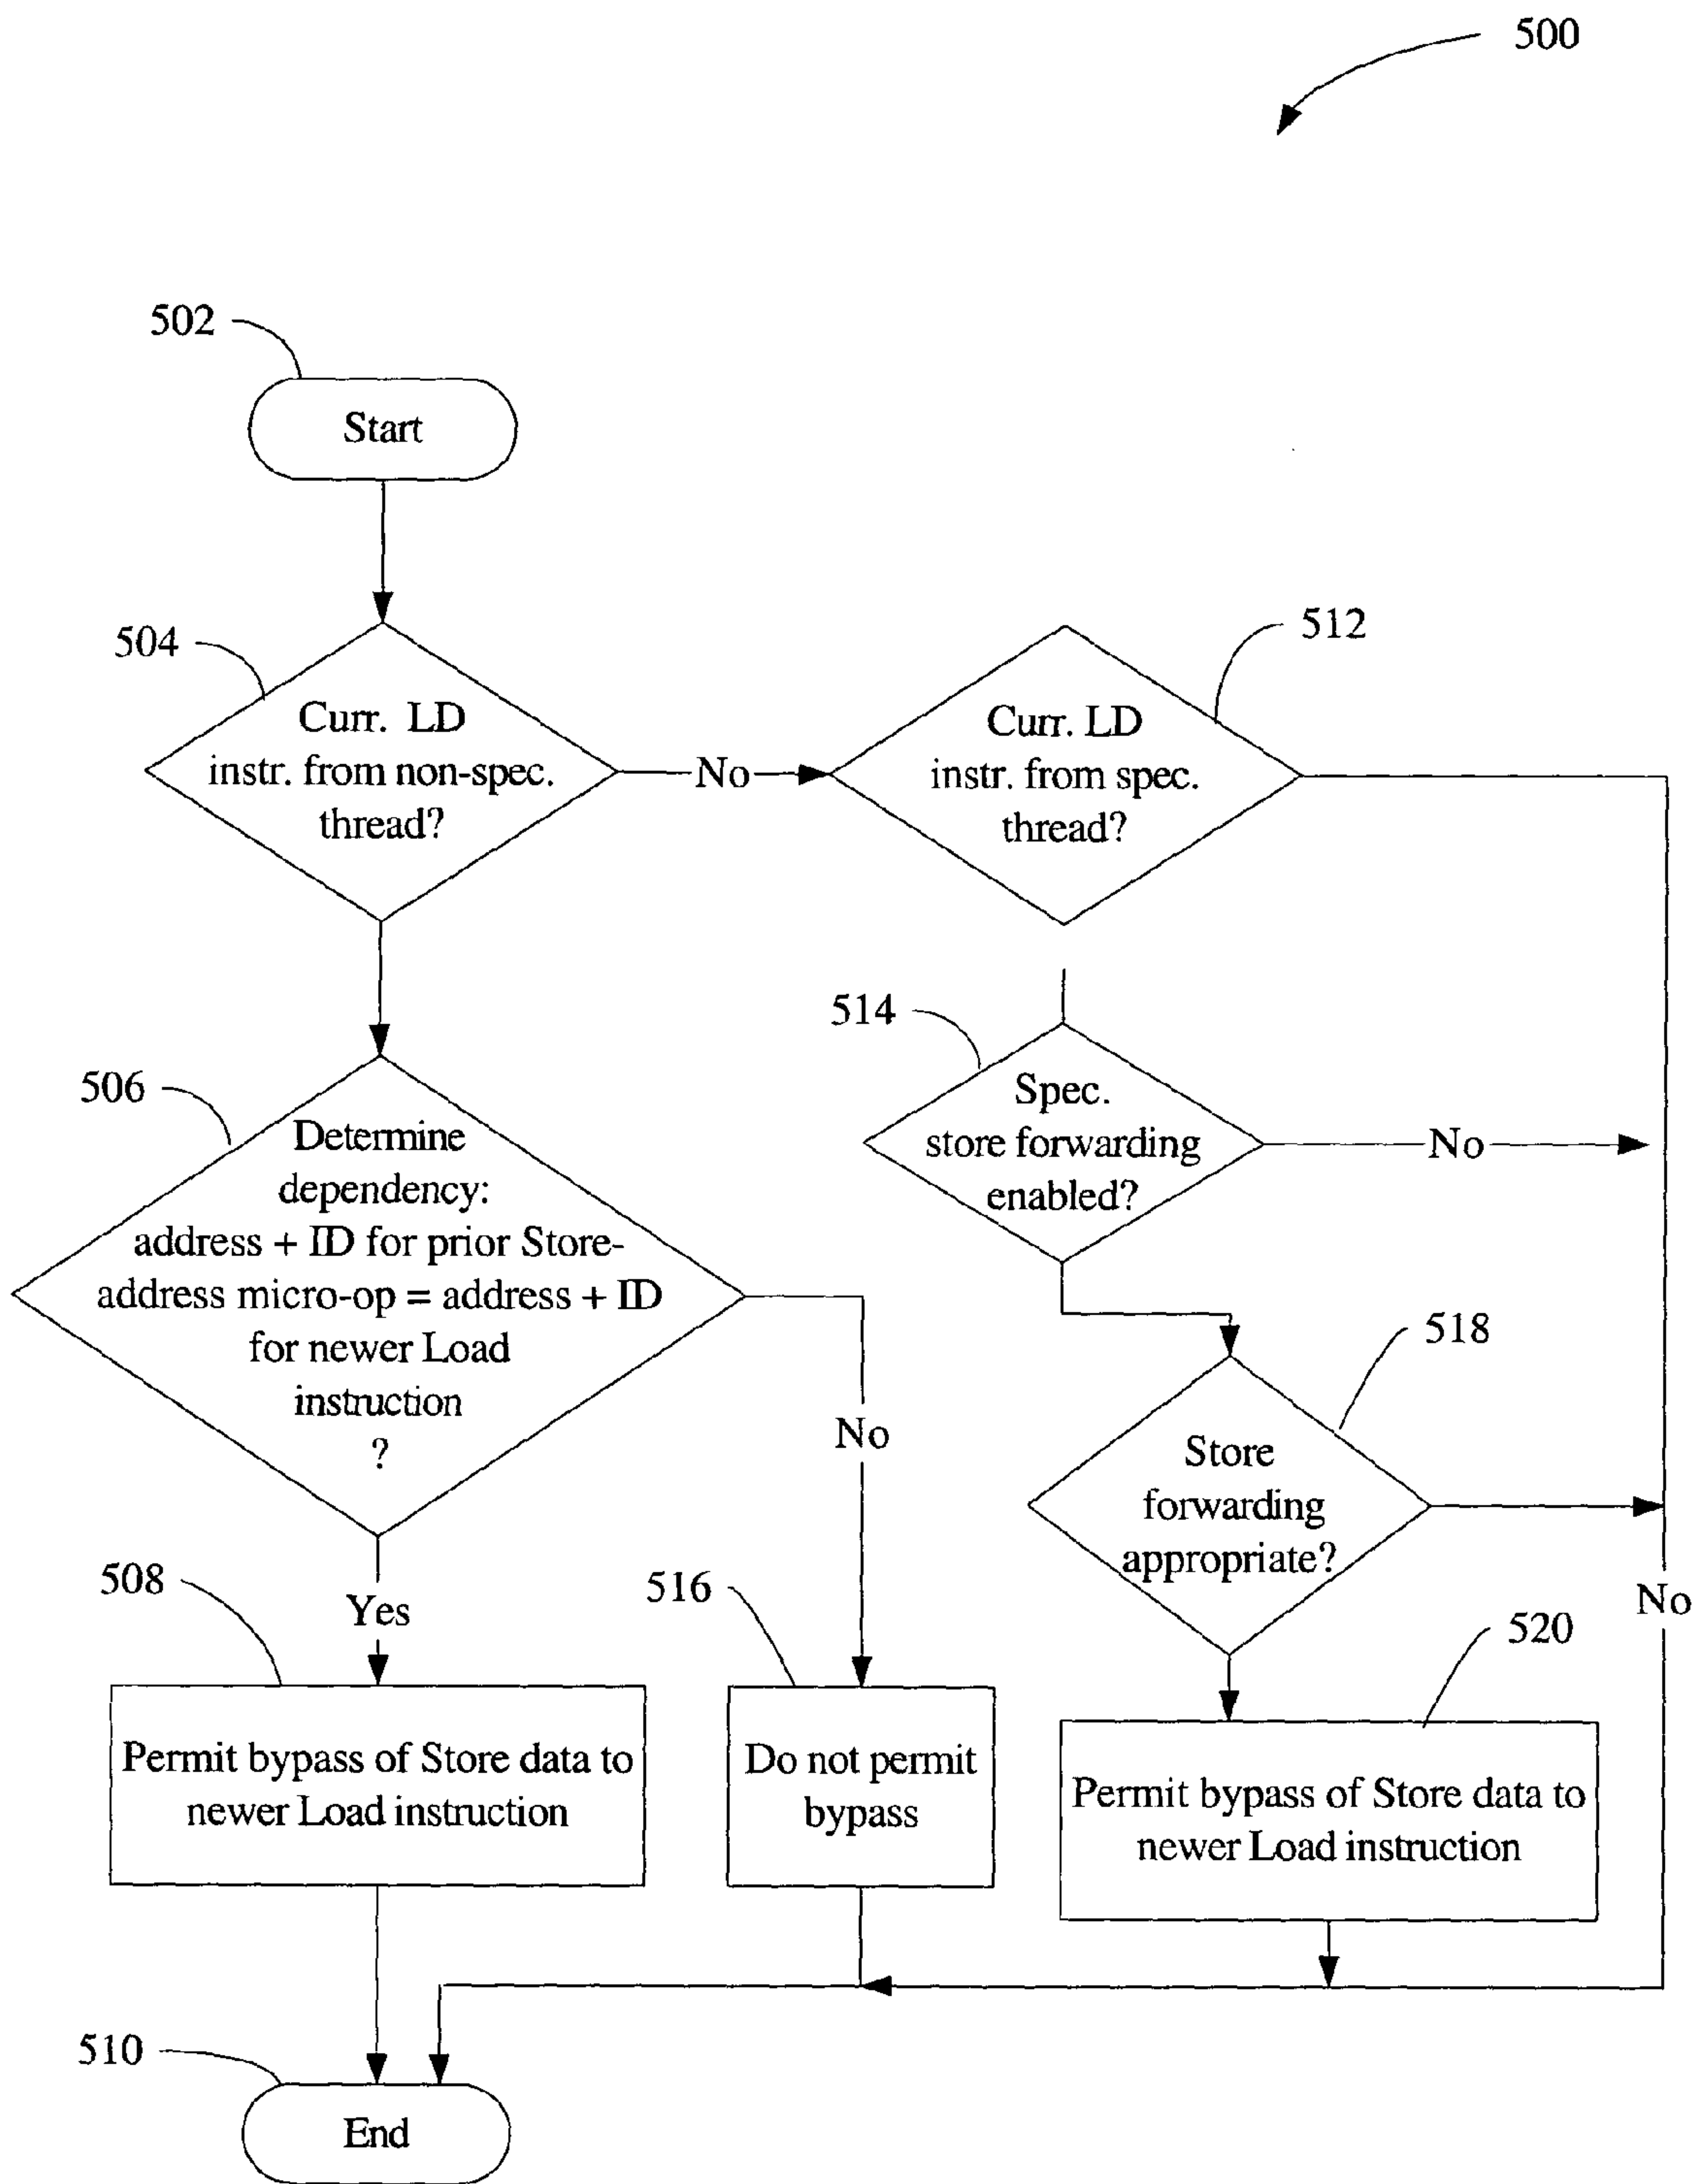 500
502
Start
504
Curr. LD
instr. from non-spec.
thread?
No
512
Curr. LD
instr. from spec.
thread?
514
Spec.
store forwarding
enabled?
No
506
Determine
dependency:
address + ID for prior Store-
address micro-op = address + ID
for newer Load
instruction
?
No
518
Store
forwarding
appropriate?
No
508
Yes
516
520
Permit bypass of Store data to
newer Load instruction
Do not permit
bypass
Permit bypass of Store data to
newer Load instruction
510
End